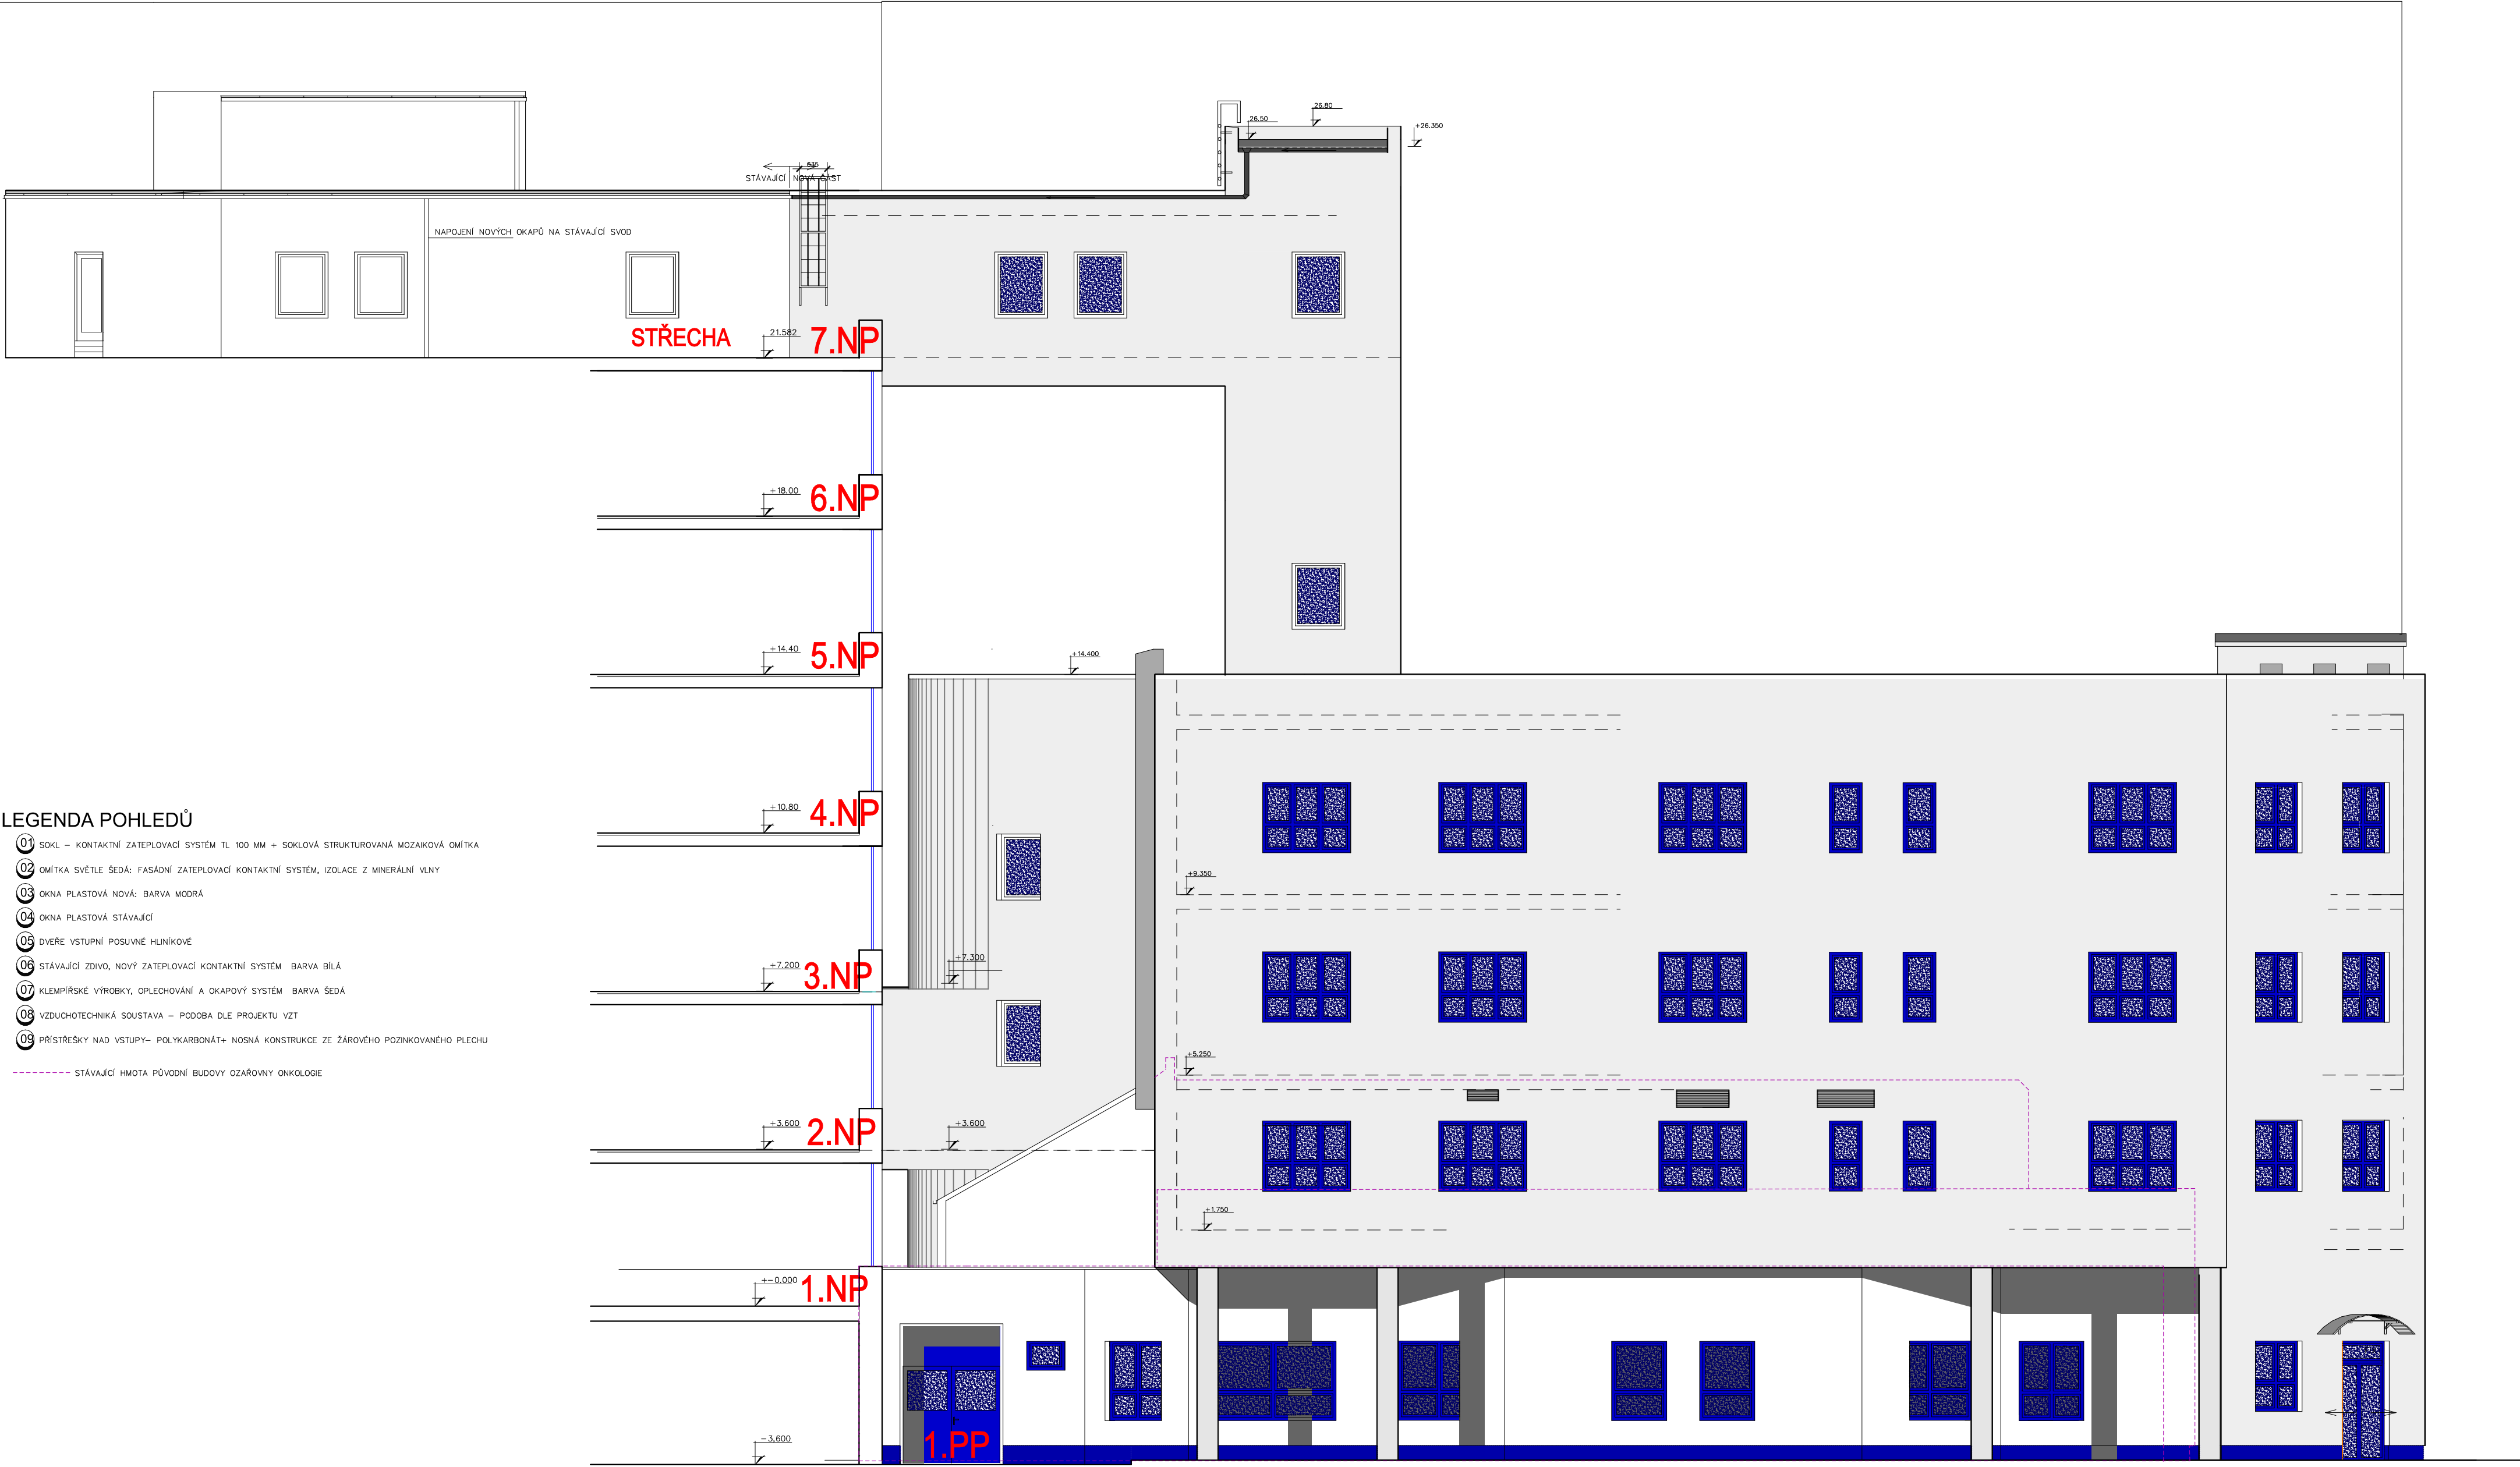 26.80
26.50
+26.350
635
STÁVAJÍCÍ NOVÁ ČÁST
NAPOJENÍ NOVÝCH OKAPŮ NA STÁVAJÍCÍ SVOD
STŘECHA
21.582
7.NP
+18.00
6.NP
+14.40
5.NP
+14.400
+10.80
4.NP
LEGENDA POHLEDŮ
01 SOKL – KONTAKTNÍ ZATEPLOVACÍ SYSTÉM TL 100 MM + SOKLOVÁ STRUKTUROVANÁ MOZAIKOVÁ OMÍTKA
02 OMÍTKA SVĚTLE ŠEDÁ: FASÁDNÍ ZATEPLOVACÍ KONTAKTNÍ SYSTÉM, IZOLACE Z MINERÁLNÍ VLNY
03 OKNA PLASTOVÁ NOVÁ: BARVA MODRÁ
04 OKNA PLASTOVÁ STÁVAJÍCÍ
05 DVEŘE VSTUPNÍ POSUVNÉ HLINÍKOVÉ
06 STÁVAJÍCÍ ZDIVO, NOVÝ ZATEPLOVACÍ KONTAKTNÍ SYSTÉM BARVA BÍLÁ
07 KLEMPÍŘSKÉ VÝROBKY, OPLECHOVÁNÍ A OKAPOVÝ SYSTÉM BARVA ŠEDÁ
08 VZDUCHOTECHNIKÁ SOUSTAVA – PODOBA DLE PROJEKTU VZT
09 PŘÍSTŘEŠKY NAD VSTUPY– POLYKARBONÁT+ NOSNÁ KONSTRUKCE ZE ŽÁROVÉHO POZINKOVANÉHO PLECHU
STÁVAJÍCÍ HMOTA PŮVODNÍ BUDOVY OZAŘOVNY ONKOLOGIE
+9.350
+7.200
3.NP
+7.300
+5.250
+3.600
2.NP
+3.600
+1.750
+-0.000
1.NP
-3,600
1.PP